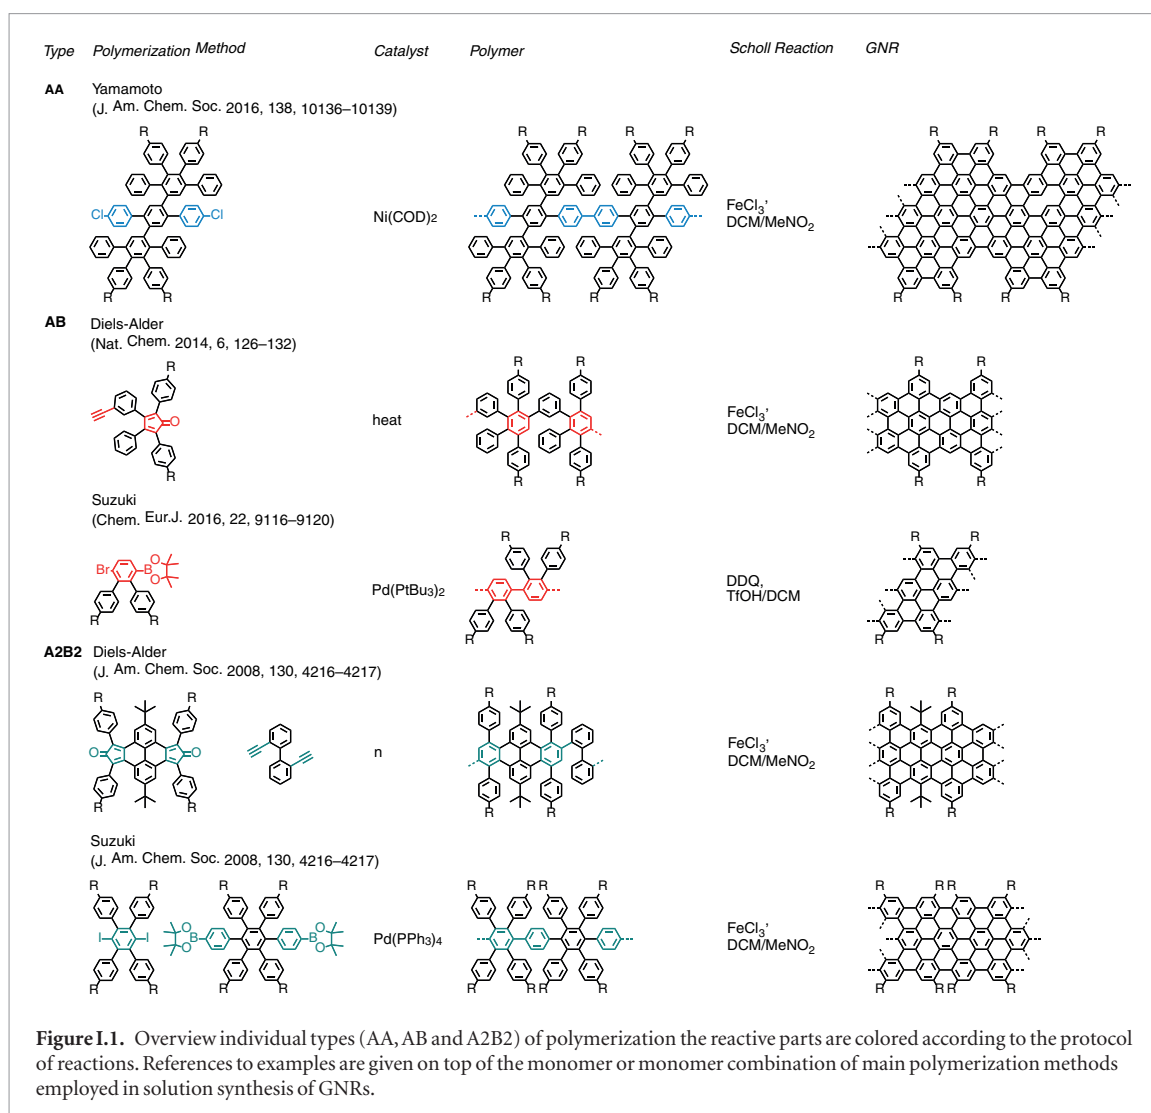 Type Polymerization Method Catalyst Polymer Scholl Reaction GNR
AA Yamamoto
(J. Am. Chem. Soc. 2016, 138, 10136–10139)
R R R R R R R R R R
Cl Cl Ni(COD)2 FeCl3, DCM/MeNO2
R R R R R R R R R R
AB Diels-Alder
(Nat. Chem. 2014, 6, 126–132)
R R R R R
O heat FeCl3, DCM/MeNO2
R R R R R
Suzuki
(Chem. Eur.J. 2016, 22, 9116–9120)
R R R R
Br B O O Pd(PtBu3)2 DDQ, TfOH/DCM
R R R R R R
A2B2 Diels-Alder
(J. Am. Chem. Soc. 2008, 130, 4216–4217)
R R R R R R
O O n FeCl3, DCM/MeNO2
R R R R R R
Suzuki
(J. Am. Chem. Soc. 2008, 130, 4216–4217)
R R R R R R R R R R R R
I I O B O O B O Pd(PPh3)4 FeCl3, DCM/MeNO2
R R R R R R R R R R R R
Figure I.1. Overview individual types (AA, AB and A2B2) of polymerization the reactive parts are colored according to the protocol
of reactions. References to examples are given on top of the monomer or monomer combination of main polymerization methods
employed in solution synthesis of GNRs.